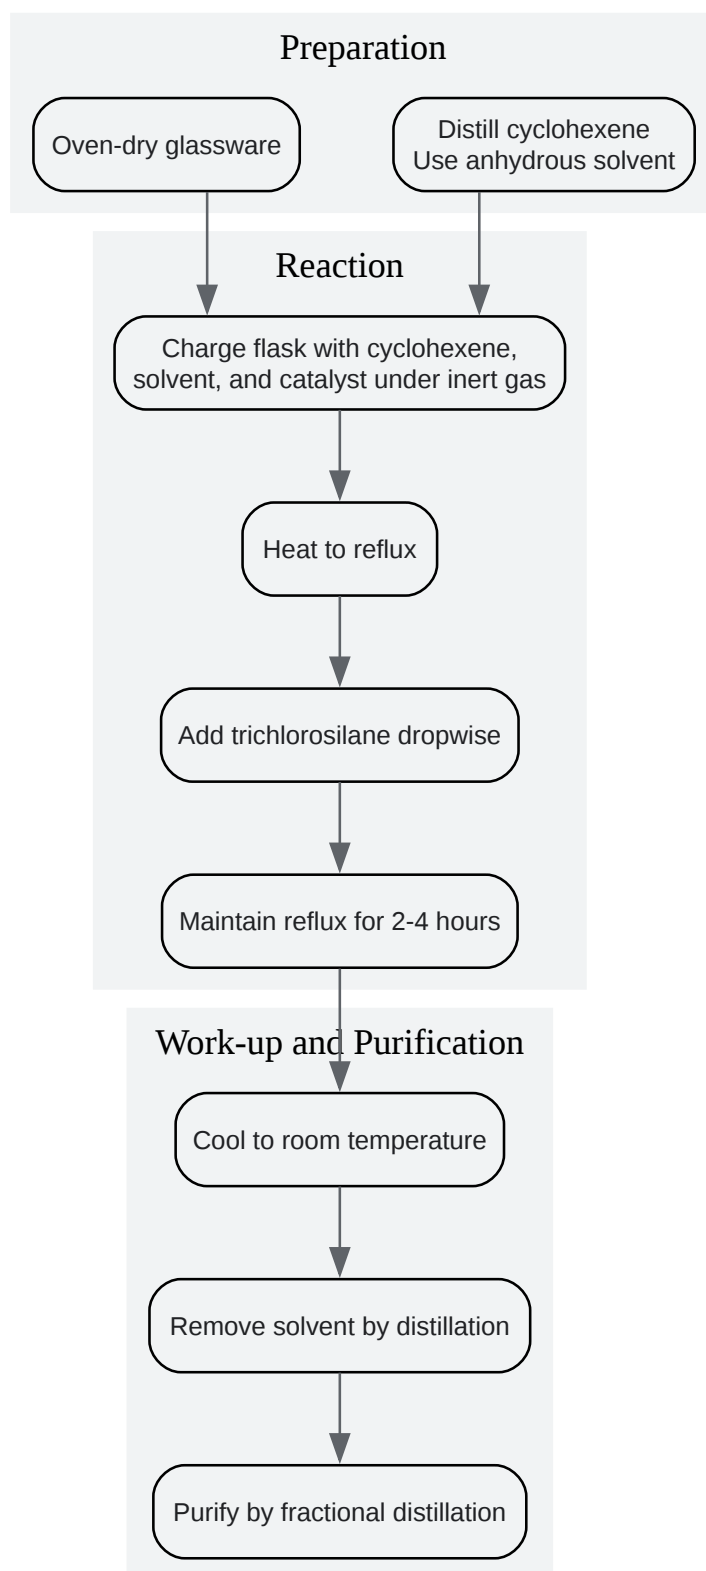 Preparation
Oven-dry glassware
Distill cyclohexene
Use anhydrous solvent
Reaction
Charge flask with cyclohexene,
solvent, and catalyst under inert gas
Heat to reflux
Add trichlorosilane dropwise
Maintain reflux for 2-4 hours
Work-up and Purification
Cool to room temperature
Remove solvent by distillation
Purify by fractional distillation